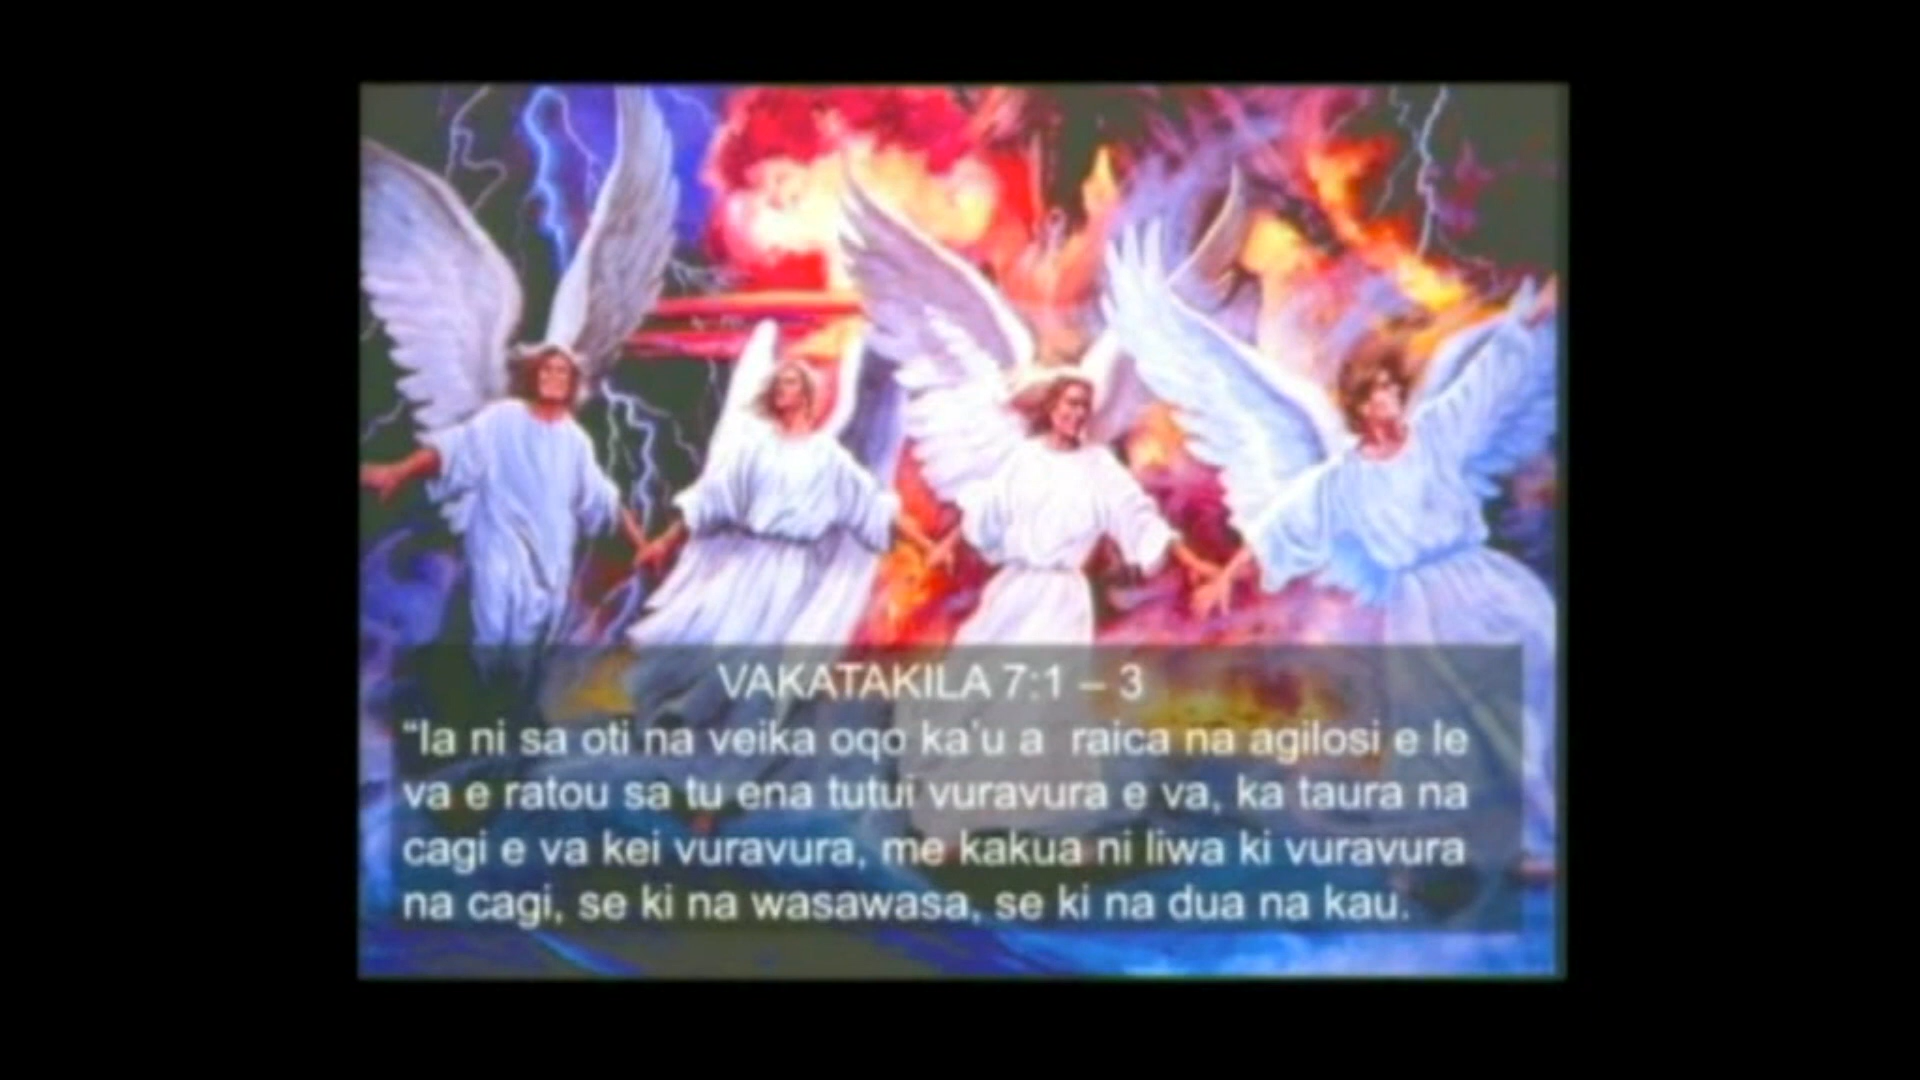 VAKATAKILA 7:1 – 3
“Ia ni sa oti na veika oqo ka'u a raica na agilosi e le
va e ratou sa tu ena tutui vuravura e va, ka taura na
cagi e va kei vuravura, me kakua ni liwa ki vuravura
na cagi, se ki na wasawasa, se ki na dua na kau.